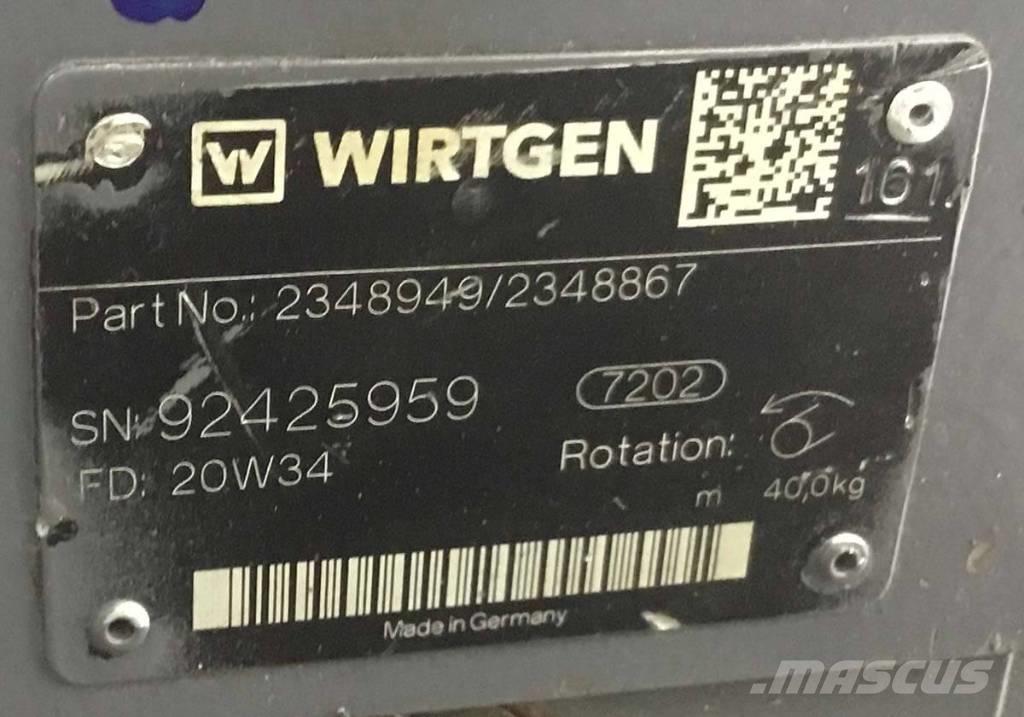 W WIRTGEN
161
Part No.: 2348949/2348867
SN: 92425959
7202
FD: 20W34
Rotation:
m 40,0kg
Made in Germany
.MASCUS